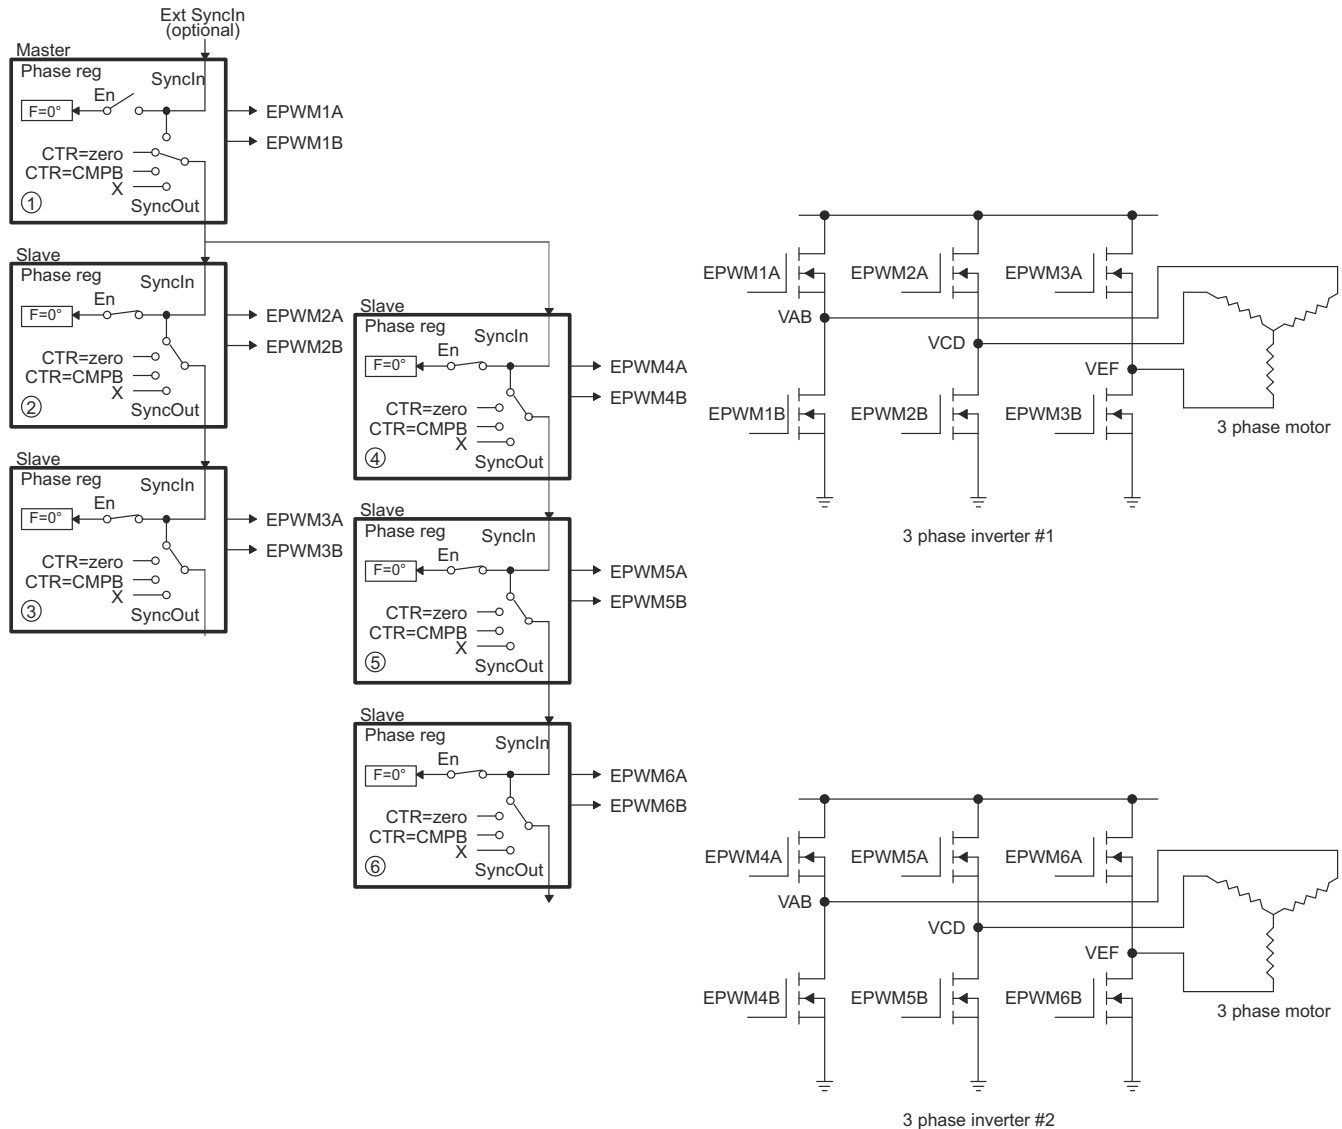 Ext SyncIn
(optional)
Master
Phase reg
SyncIn
En
F=0°
EPWM1A
EPWM1B
CTR=zero
CTR=CMPB
X
1
SyncOut
Slave
Phase reg
SyncIn
En
F=0°
EPWM2A
EPWM2B
CTR=zero
CTR=CMPB
X
2
SyncOut
Slave
Phase reg
SyncIn
En
F=0°
EPWM3A
EPWM3B
CTR=zero
CTR=CMPB
X
3
SyncOut
Slave
Phase reg
SyncIn
En
F=0°
EPWM4A
EPWM4B
CTR=zero
CTR=CMPB
X
4
SyncOut
Slave
Phase reg
SyncIn
En
F=0°
EPWM5A
EPWM5B
CTR=zero
CTR=CMPB
X
5
SyncOut
Slave
Phase reg
SyncIn
En
F=0°
EPWM6A
EPWM6B
CTR=zero
CTR=CMPB
X
6
SyncOut
EPWM1A
EPWM2A
EPWM3A
VAB
VCD
VEF
EPWM1B
EPWM2B
EPWM3B
3 phase motor
3 phase inverter #1
EPWM4A
EPWM5A
EPWM6A
VAB
VCD
VEF
EPWM4B
EPWM5B
EPWM6B
3 phase motor
3 phase inverter #2